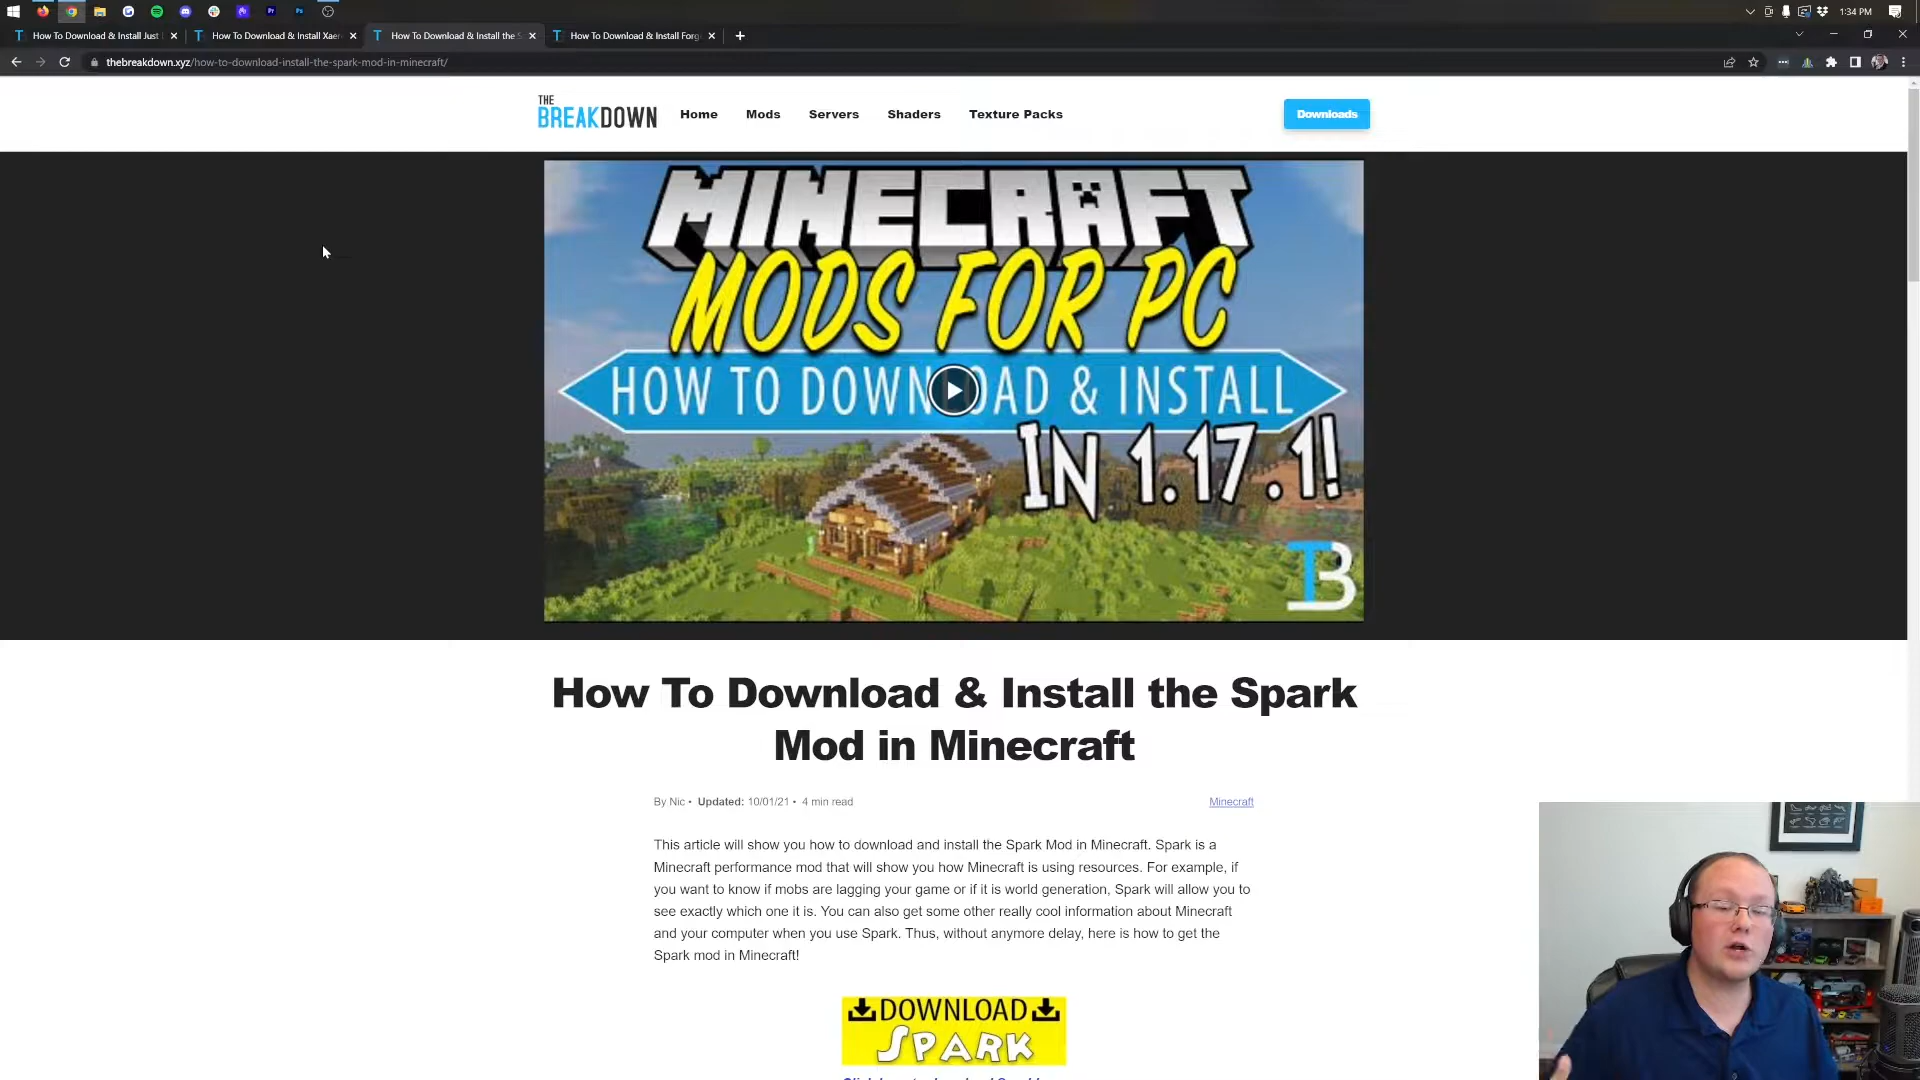 1:34 PM
How To Download & Install Just
How To Download & Install Xaer
How To Download & Install the S
How To Download & Install Forg
thebreakdown.xyz/how-to-download-install-the-spark-mod-in-minecraft/
THE BREAKDOWN
Home
Mods
Servers
Shaders
Texture Packs
Downloads
MINECRAFT
MODS FOR PC
HOW TO DOWNLOAD & INSTALL
IN 1.17.1!
TB
How To Download & Install the Spark
Mod in Minecraft
By Nic • Updated: 10/01/21 • 4 min read
Minecraft
This article will show you how to download and install the Spark Mod in Minecraft. Spark is a
Minecraft performance mod that will show you how Minecraft is using resources. For example, if
you want to know if mobs are lagging your game or if it is world generation, Spark will allow you to
see exactly which one it is. You can also get some other really cool information about Minecraft
and your computer when you use Spark. Thus, without anymore delay, here is how to get the
Spark mod in Minecraft!
DOWNLOAD
SPARK